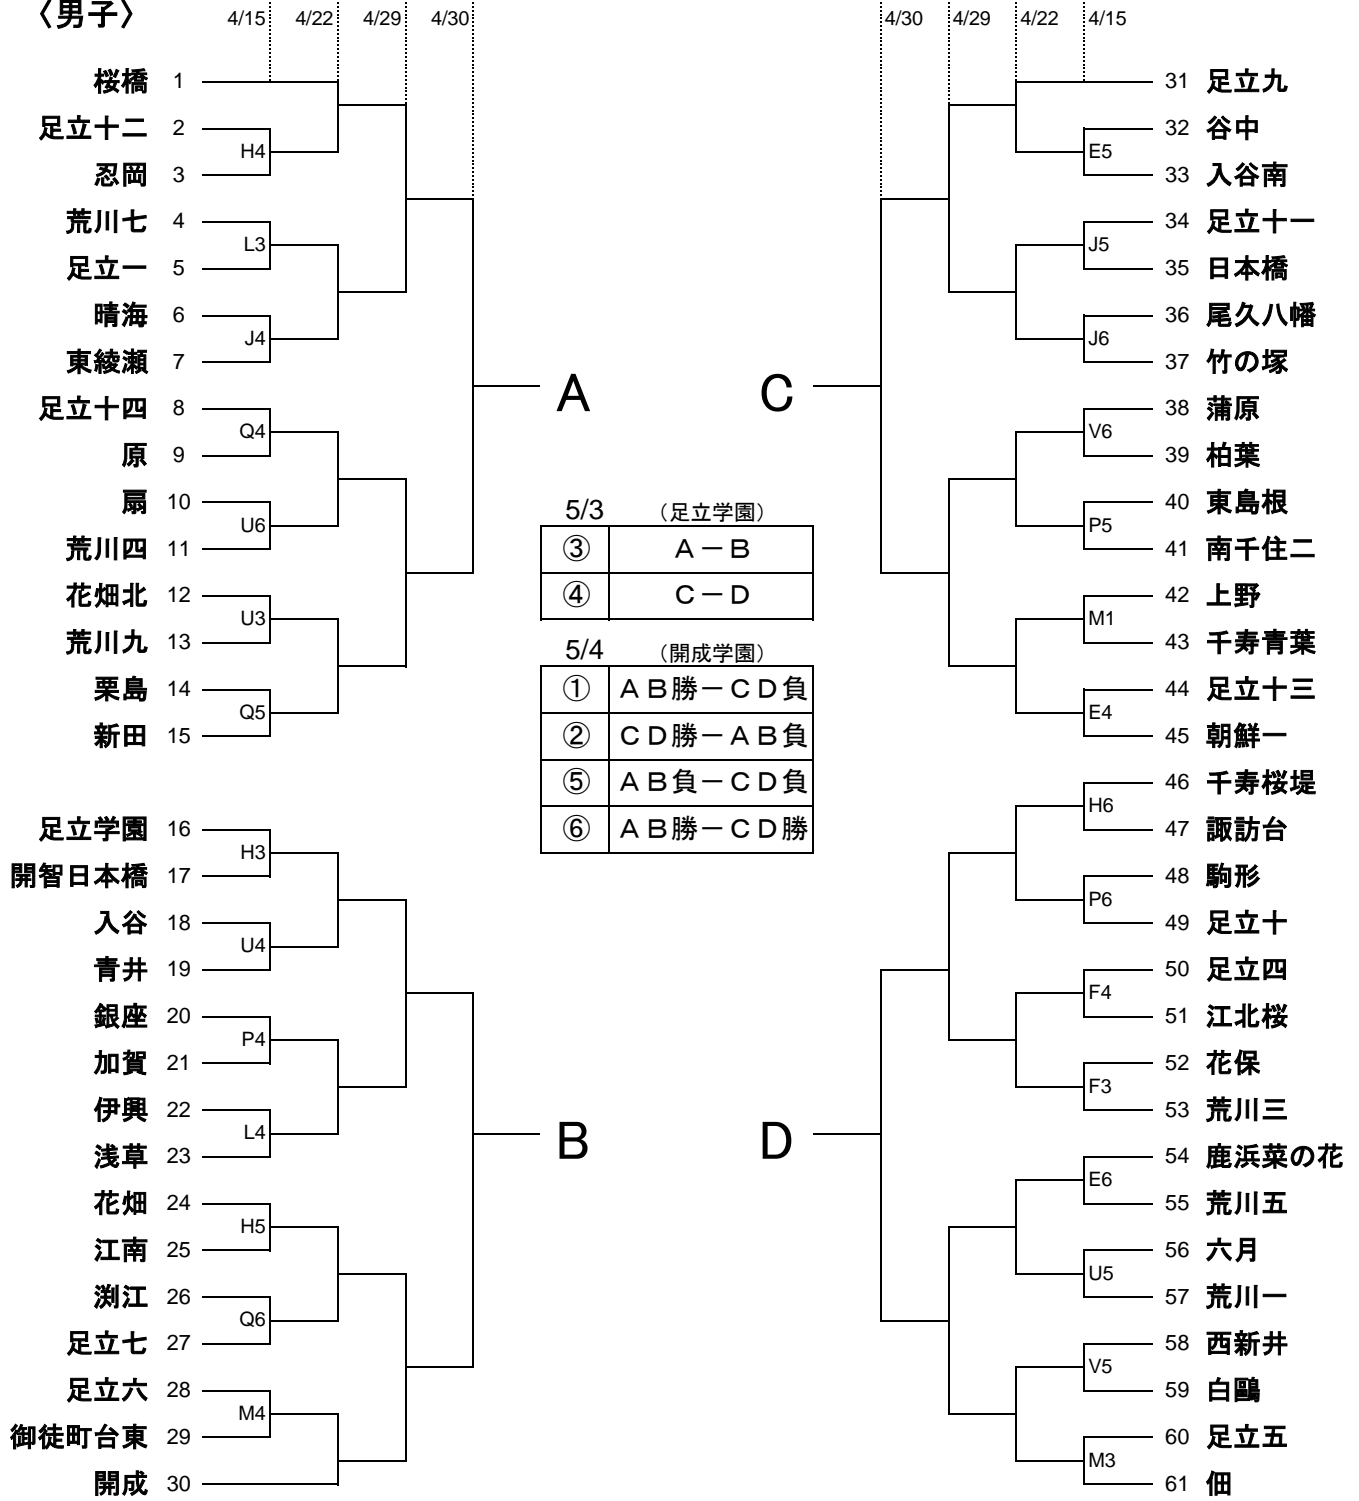 〈男子〉
4/15 4/22 4/29 4/30
4/30 4/29 4/22 4/15
桜橋 1
足立十二 2
H4
忍岡 3
荒川七 4
L3
足立一 5
晴海 6
J4
東綾瀬 7
足立十四 8
Q4
原 9
扇 10
U6
荒川四 11
花畑北 12
U3
荒川九 13
栗島 14
Q5
新田 15
A
足立学園 16
H3
開智日本橋 17
入谷 18
U4
青井 19
銀座 20
P4
加賀 21
伊興 22
L4
浅草 23
花畑 24
H5
江南 25
渕江 26
Q6
足立七 27
足立六 28
M4
御徒町台東 29
開成 30
B
5/3 （足立学園）
③ A－B
④ C－D
5/4 （開成学園）
① AB勝－CD負
② CD勝－AB負
⑤ AB負－CD負
⑥ AB勝－CD勝
31 足立九
32 谷中
E5
33 入谷南
34 足立十一
J5
35 日本橋
36 尾久八幡
J6
37 竹の塚
C
38 蒲原
V6
39 柏葉
40 東島根
P5
41 南千住二
42 上野
M1
43 千寿青葉
44 足立十三
E4
45 朝鮮一
46 千寿桜堤
H6
47 諏訪台
48 駒形
P6
49 足立十
50 足立四
F4
51 江北桜
52 花保
F3
53 荒川三
D
54 鹿浜菜の花
E6
55 荒川五
56 六月
U5
57 荒川一
58 西新井
V5
59 白鷗
60 足立五
M3
61 佃